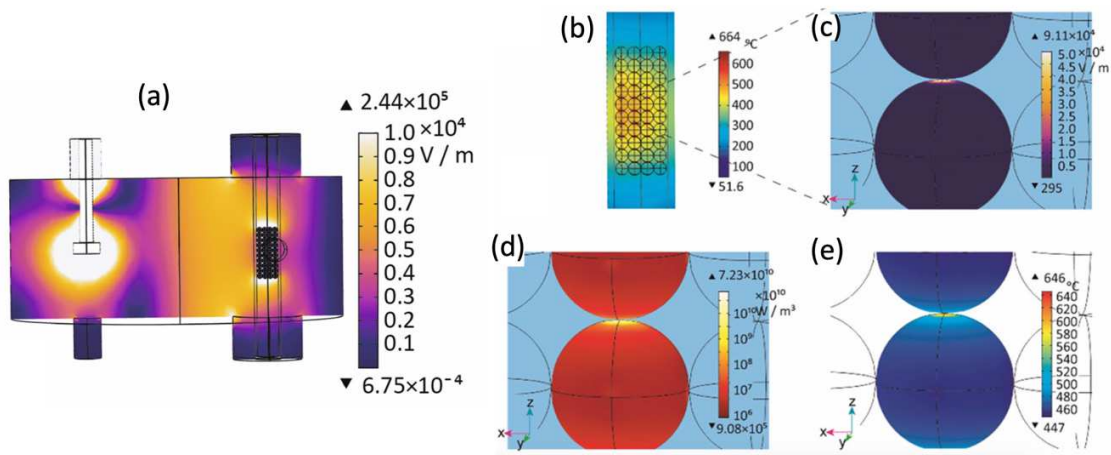 (a)
▲ 2.44×10⁵
1.0 ×10⁴
0.9 V / m
0.8
0.7
0.6
0.5
0.4
0.3
0.2
0.1
▼ 6.75×10⁻⁴
(b)
▲ 664
°C
600
500
400
300
200
100
▼ 51.6
(c)
▲ 9.11×10⁴
5.0 ×10⁴
4.5 V / m
4.0
3.5
3.0
2.5
2.0
1.5
1.0
0.5
▼ 295
z
x
y
(d)
▲ 7.23×10¹⁰
×10¹⁰
10¹⁰ W / m³
10⁹
10⁸
10⁷
10⁶
▼ 9.08×10⁵
z
x
y
(e)
▲ 646
°C
640
620
600
580
560
540
520
500
480
460
▼ 447
z
x
y